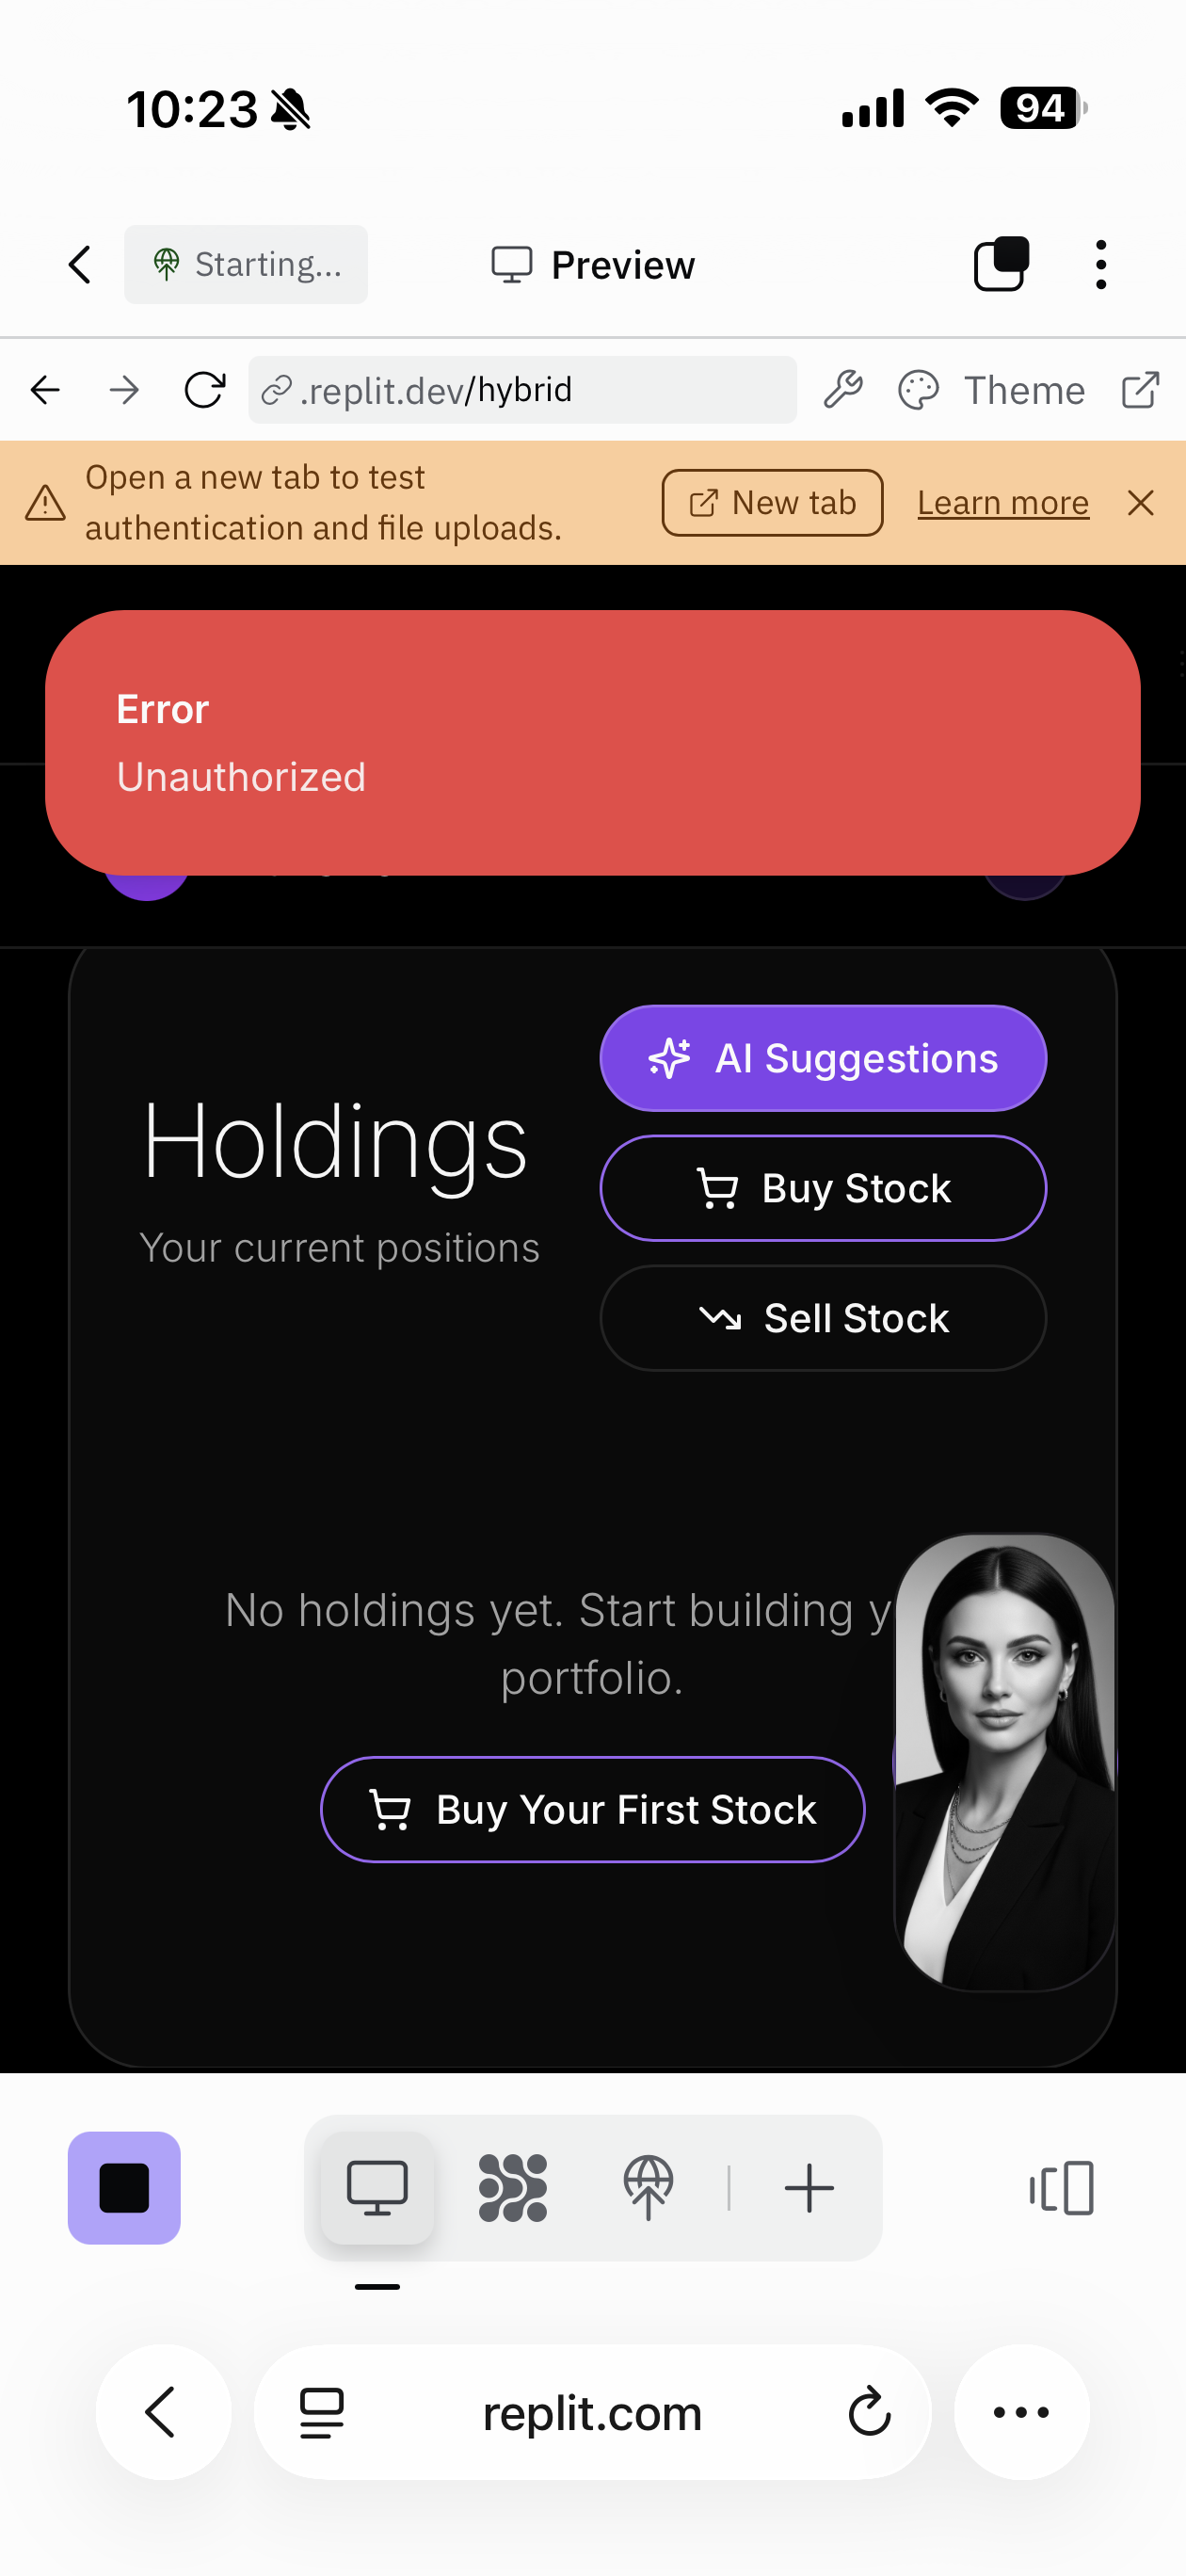 10:23
94
Starting...
Preview
.replit.dev/hybrid
Theme
Open a new tab to test
authentication and file uploads.
New tab
Learn more
Error
Unauthorized
AI Suggestions
Holdings
Buy Stock
Your current positions
Sell Stock
No holdings yet. Start building y
portfolio.
Buy Your First Stock
replit.com